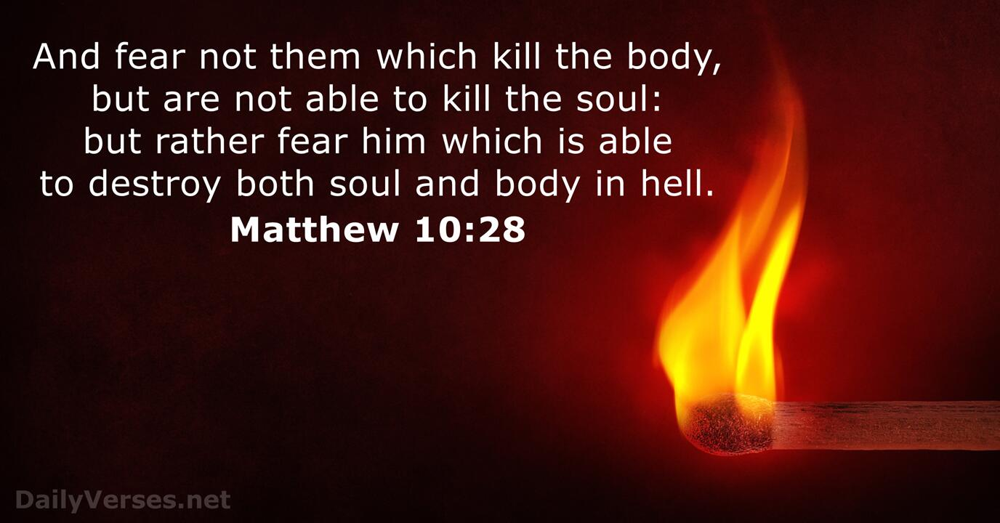 And fear not them which kill the body,
but are not able to kill the soul:
but rather fear him which is able
to destroy both soul and body in hell.
Matthew 10:28
DailyVerses.net